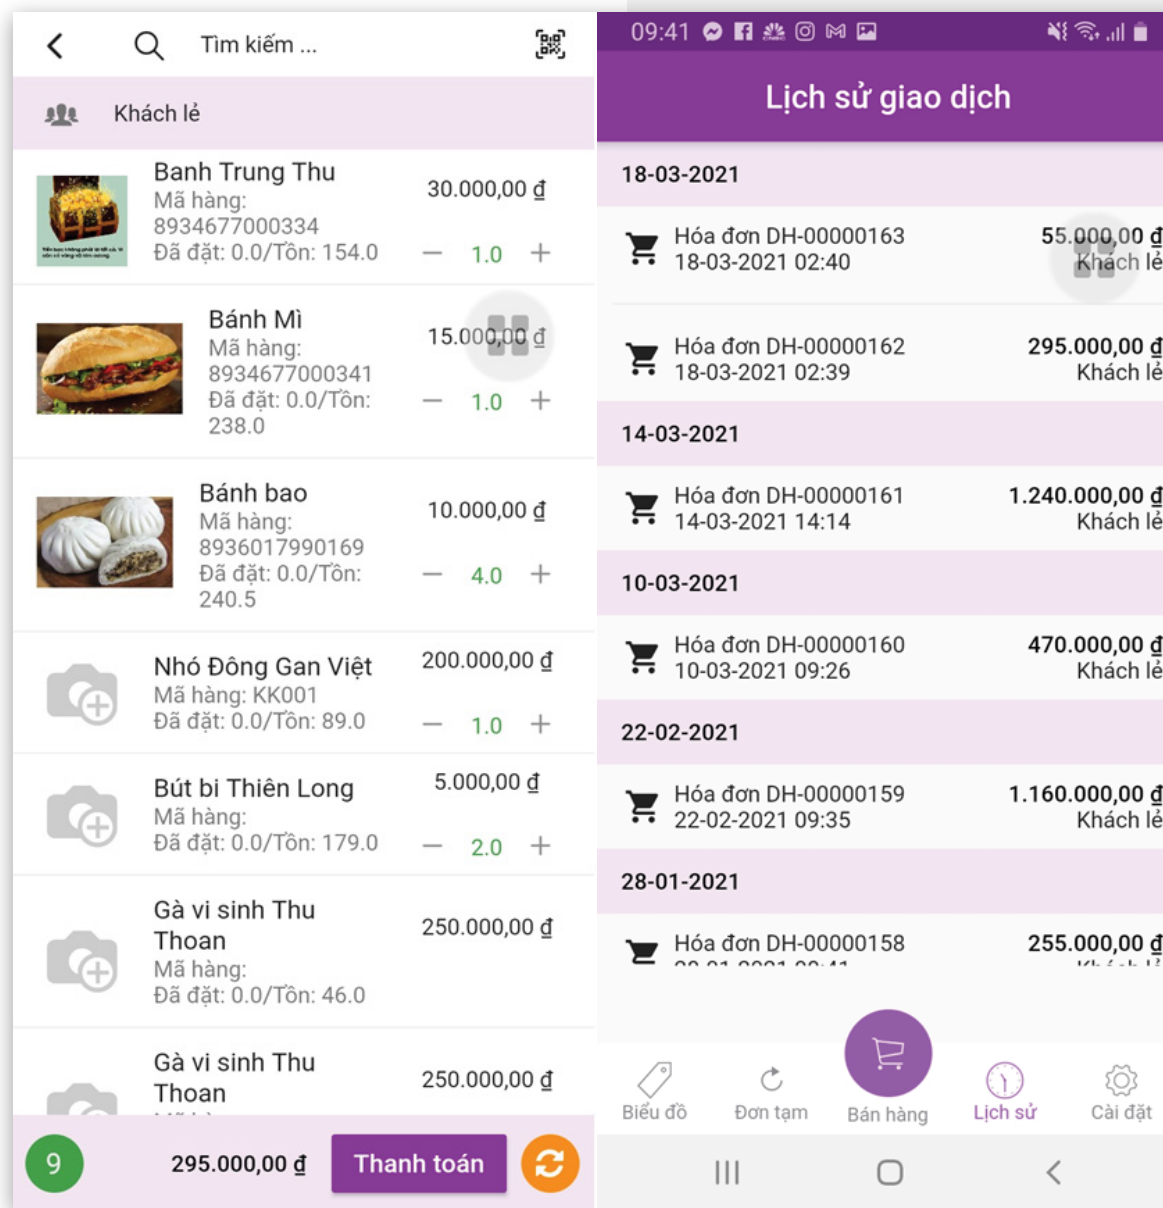 Tìm kiếm ...
Khách lẻ
Banh Trung Thu
Mã hàng:
8934677000334
Đã đặt: 0.0/Tồn: 154.0
30.000,00 đ
1.0
Bánh Mì
Mã hàng:
8934677000341
Đã đặt: 0.0/Tồn:
238.0
15.000,00 đ
1.0
Bánh bao
Mã hàng:
8936017990169
Đã đặt: 0.0/Tồn:
240.5
10.000,00 đ
4.0
Nhó Đông Gan Việt
Mã hàng: KK001
Đã đặt: 0.0/Tồn: 89.0
200.000,00 đ
1.0
Bút bi Thiên Long
Mã hàng:
Đã đặt: 0.0/Tồn: 179.0
5.000,00 đ
2.0
Gà vi sinh Thu
Thoan
Mã hàng:
Đã đặt: 0.0/Tồn: 46.0
250.000,00 đ
Gà vi sinh Thu
Thoan
250.000,00 đ
9
295.000,00 đ
Thanh toán
09:41
Lịch sử giao dịch
18-03-2021
Hóa đơn DH-00000163
18-03-2021 02:40
55.000,00 đ
Khách lẻ
Hóa đơn DH-00000162
18-03-2021 02:39
295.000,00 đ
Khách lẻ
14-03-2021
Hóa đơn DH-00000161
14-03-2021 14:14
1.240.000,00 đ
Khách lẻ
10-03-2021
Hóa đơn DH-00000160
10-03-2021 09:26
470.000,00 đ
Khách lẻ
22-02-2021
Hóa đơn DH-00000159
22-02-2021 09:35
1.160.000,00 đ
Khách lẻ
28-01-2021
Hóa đơn DH-00000158
255.000,00 đ
Biểu đồ
Đơn tạm
Bán hàng
Lịch sử
Cài đặt